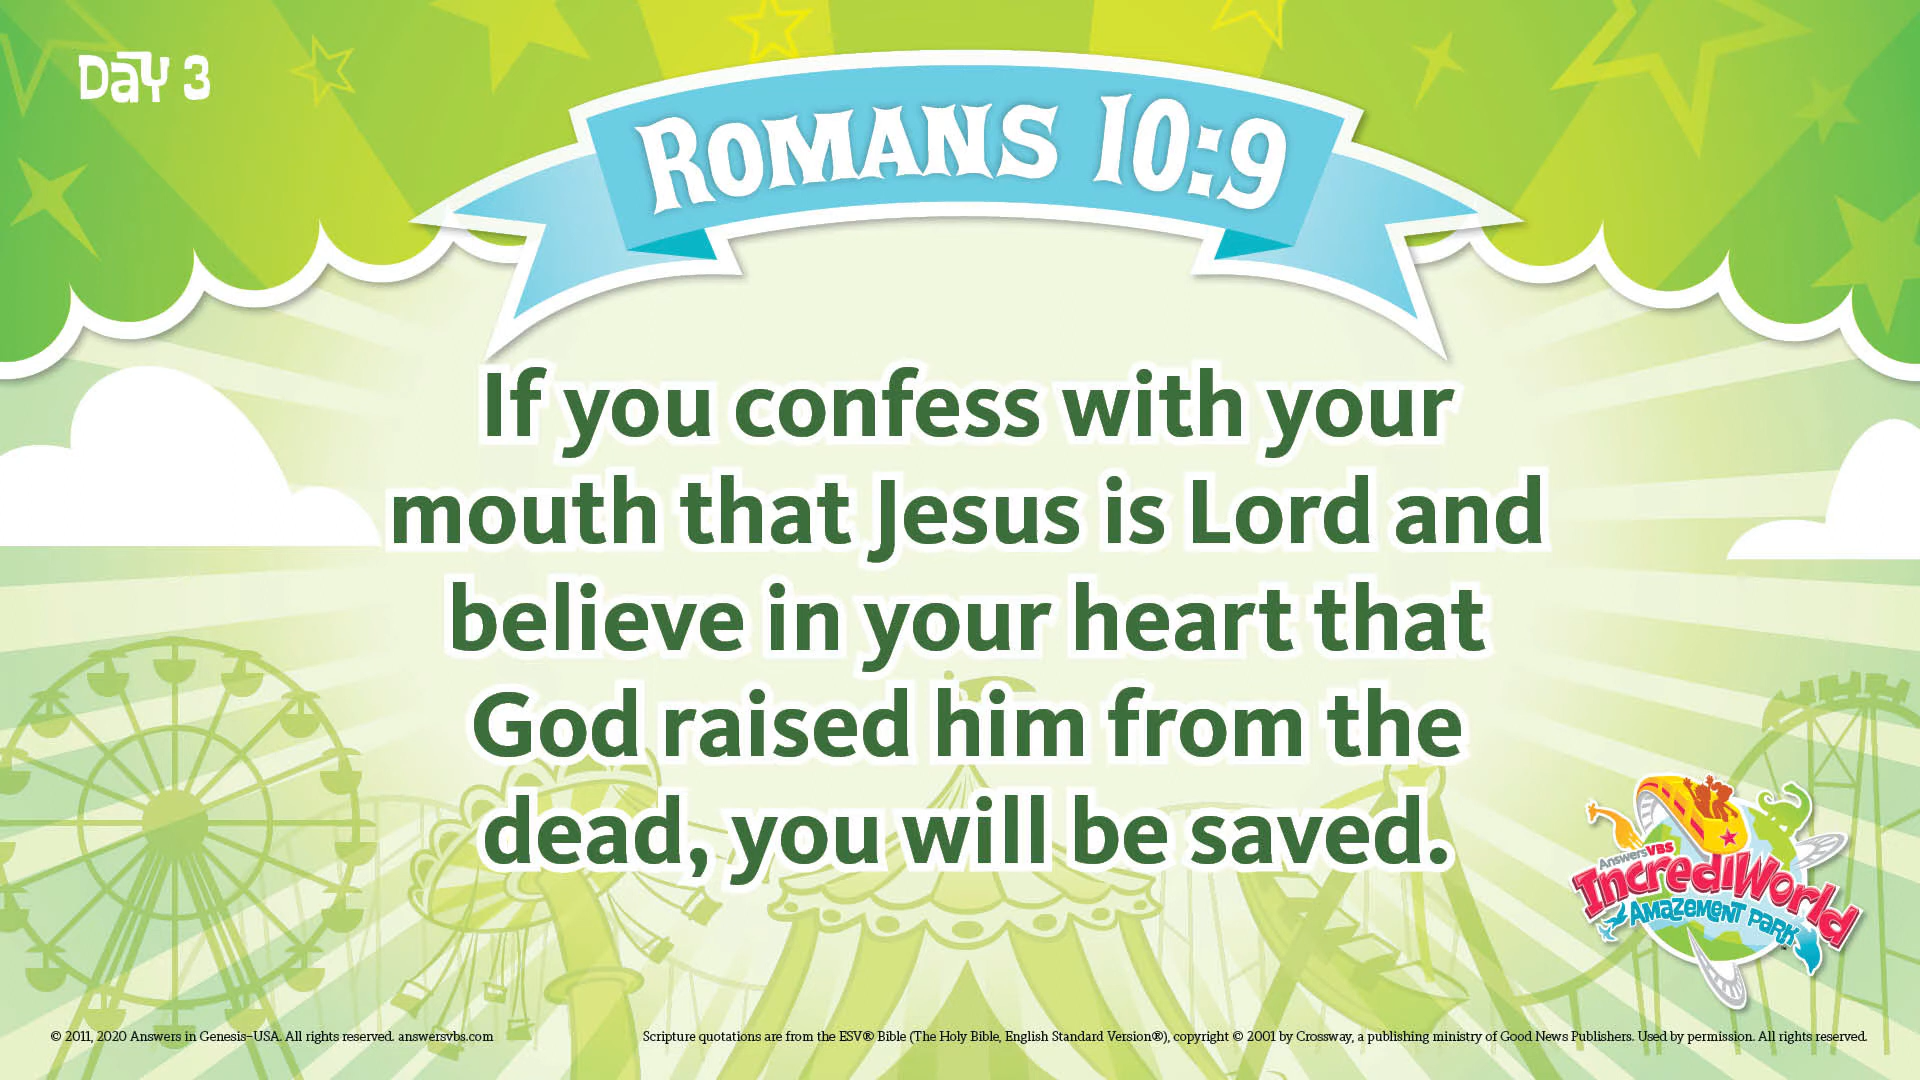 Day 3
Romans 10:9
If you confess with your
mouth that Jesus is Lord and
believe in your heart that
God raised him from the
dead, you will be saved.
AnswersVBS
IncrediWorld
Amazement Park
© 2011, 2020 Answers in Genesis–USA. All rights reserved. answersvbs.com
Scripture quotations are from the ESV® Bible (The Holy Bible, English Standard Version®), copyright © 2001 by Crossway, a publishing ministry of Good News Publishers. Used by permission. All rights reserved.